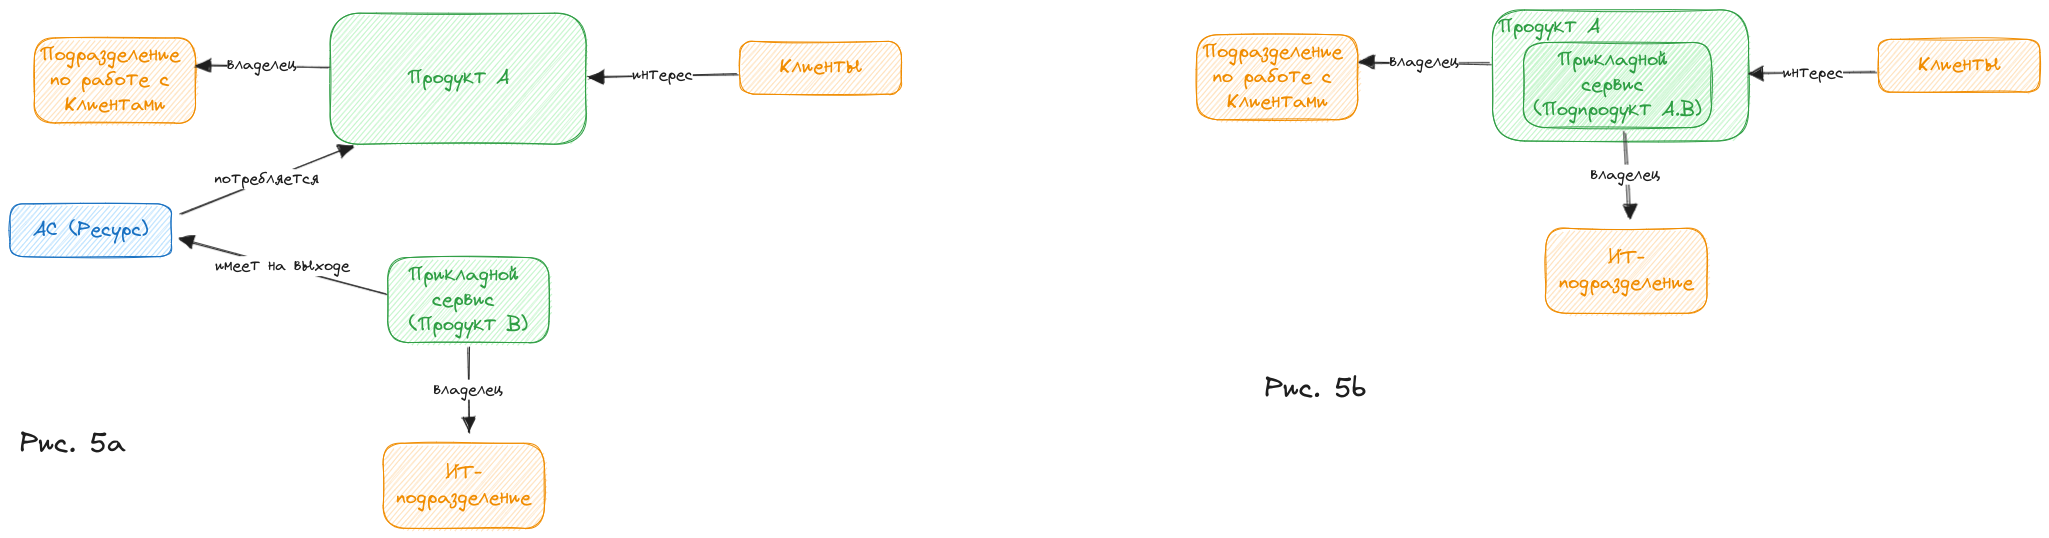 Подразделение
по работе с
Клиентами
владелец
Продукт А
интерес
Клиенты
потребляется
АС (Ресурс)
имеет на выходе
Прикладной
сервис
(Продукт В)
владелец
ИТ-
подразделение
Рис. 5а
Подразделение
по работе с
Клиентами
владелец
Продукт А
Прикладной
сервис
(Подпродукт А.В)
интерес
Клиенты
владелец
ИТ-
подразделение
Рис. 5b